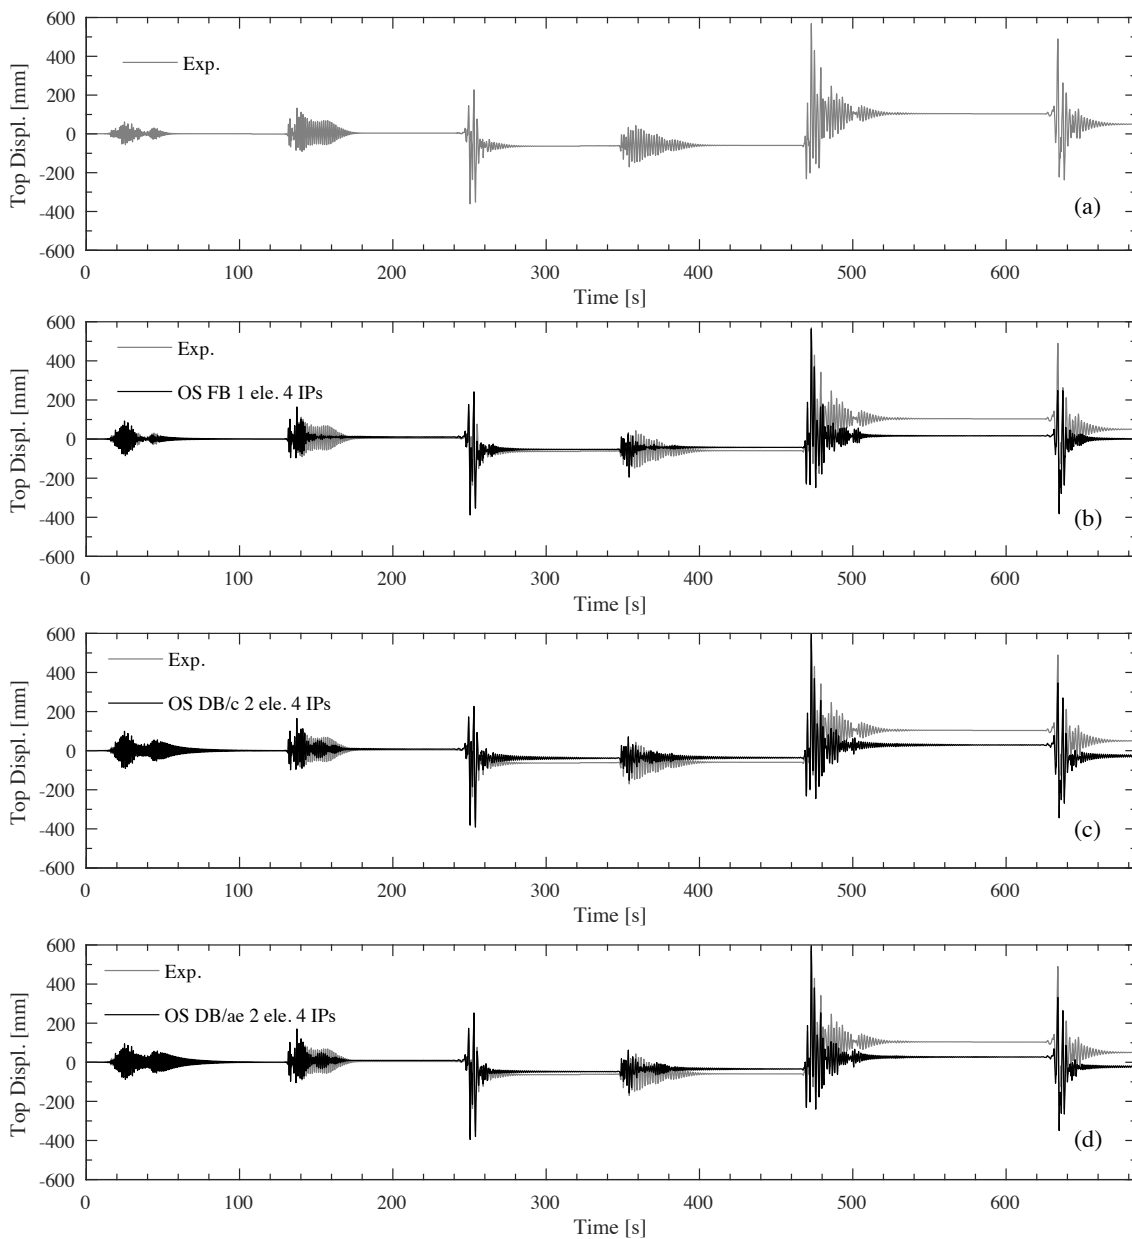 600
400
200
0
-200
-400
-600
Top Displ. [mm]
Exp.
(a)
0 100 200 300 400 500 600
Time [s]
600
400
200
0
-200
-400
-600
Top Displ. [mm]
Exp.
OS FB 1 ele. 4 IPs
(b)
0 100 200 300 400 500 600
Time [s]
600
400
200
0
-200
-400
-600
Top Displ. [mm]
Exp.
OS DB/c 2 ele. 4 IPs
(c)
0 100 200 300 400 500 600
Time [s]
600
400
200
0
-200
-400
-600
Top Displ. [mm]
Exp.
OS DB/ae 2 ele. 4 IPs
(d)
0 100 200 300 400 500 600
Time [s]